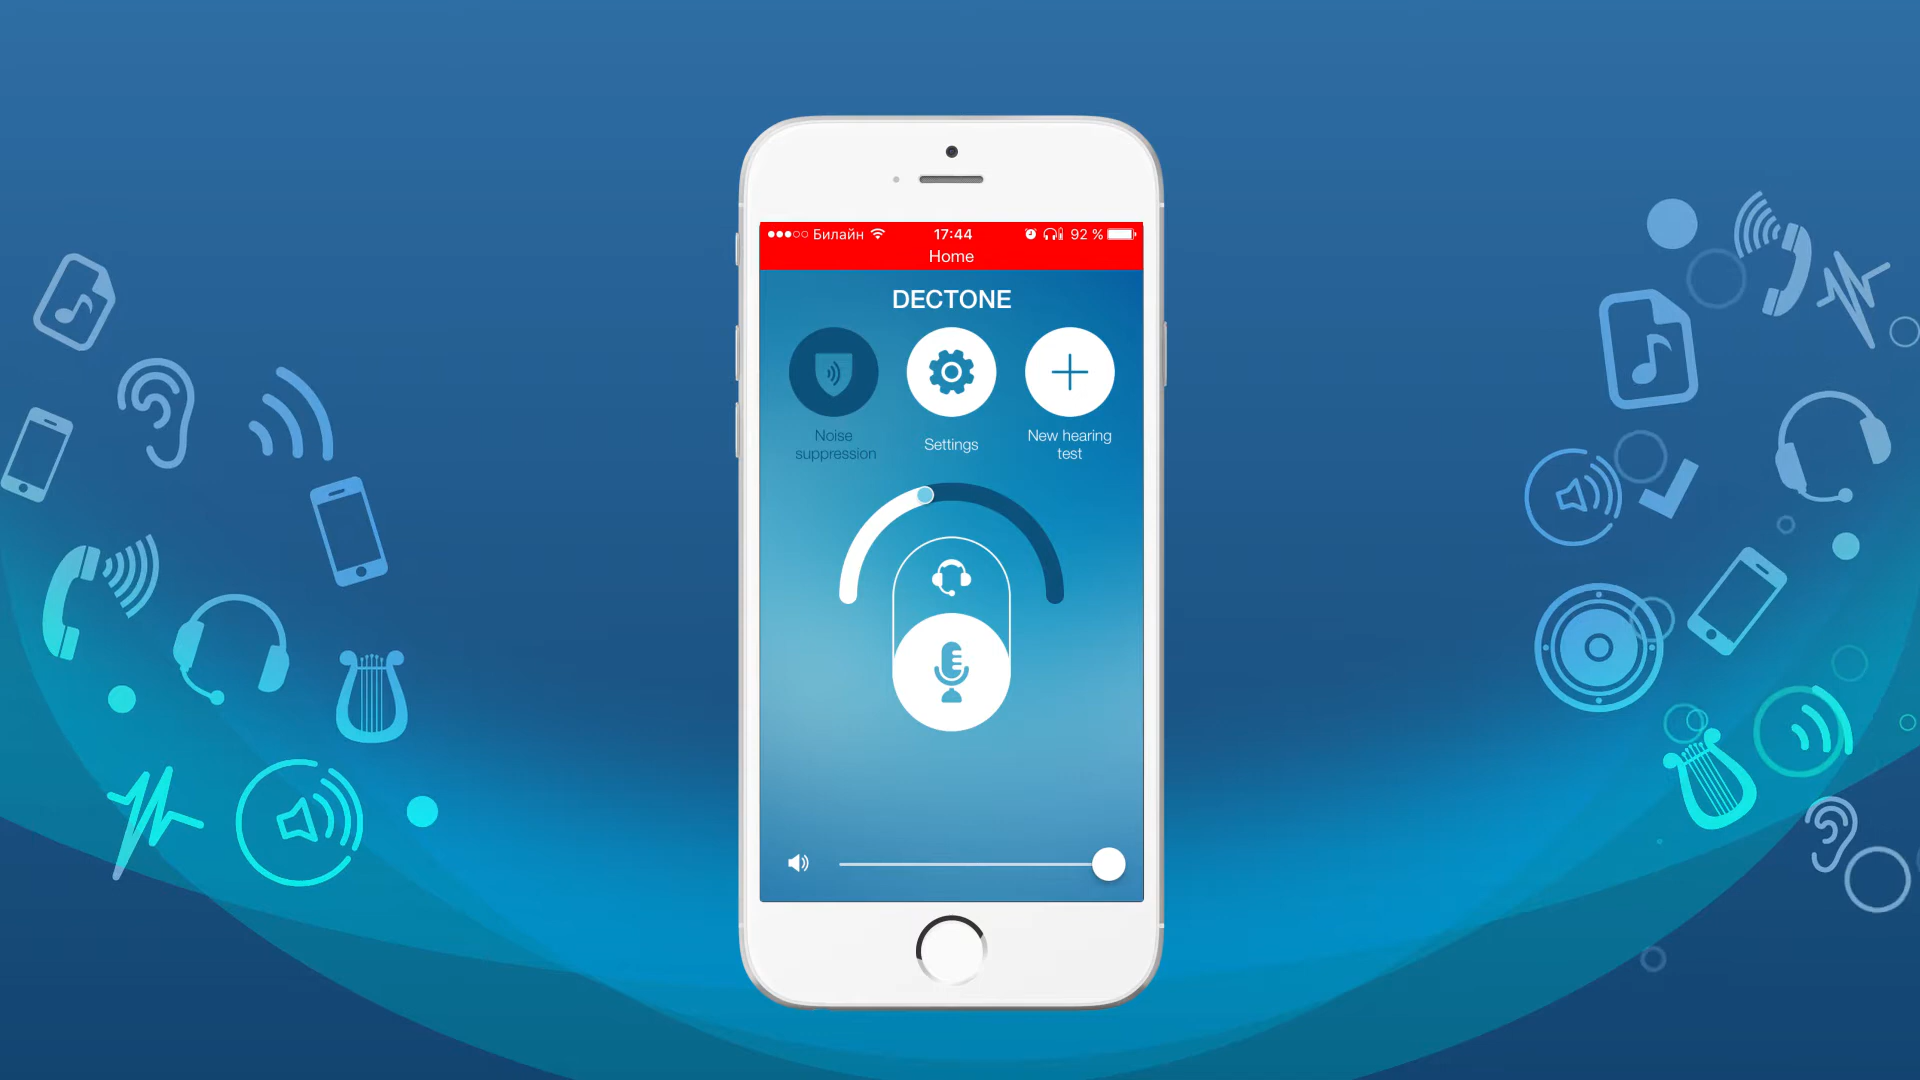 Билайн 17:44 92 %
Home
DECTONE
Noise
suppression
Settings
New hearing
test